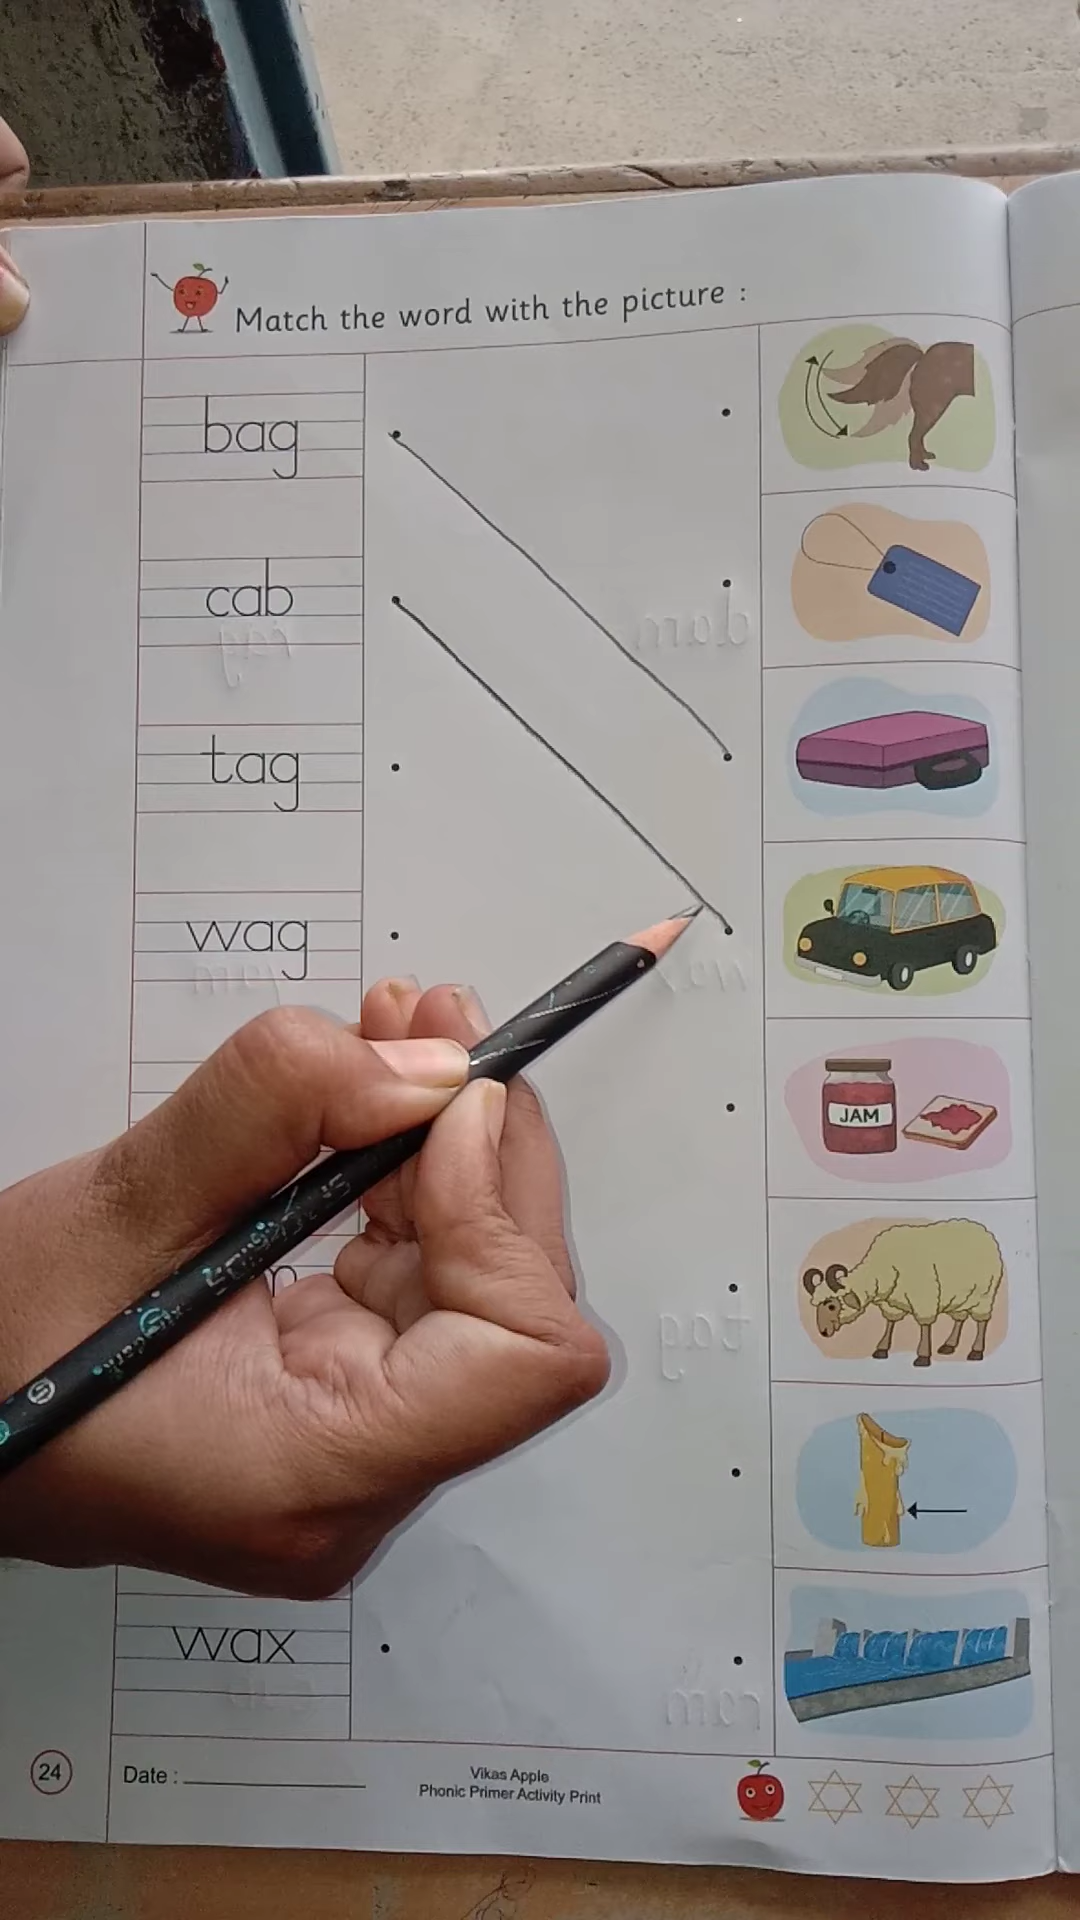 Match the word with the picture :
bag
cab
tag
wag
JAM
wax
24
Date :
Vikas Apple
Phonic Primer Activity Print